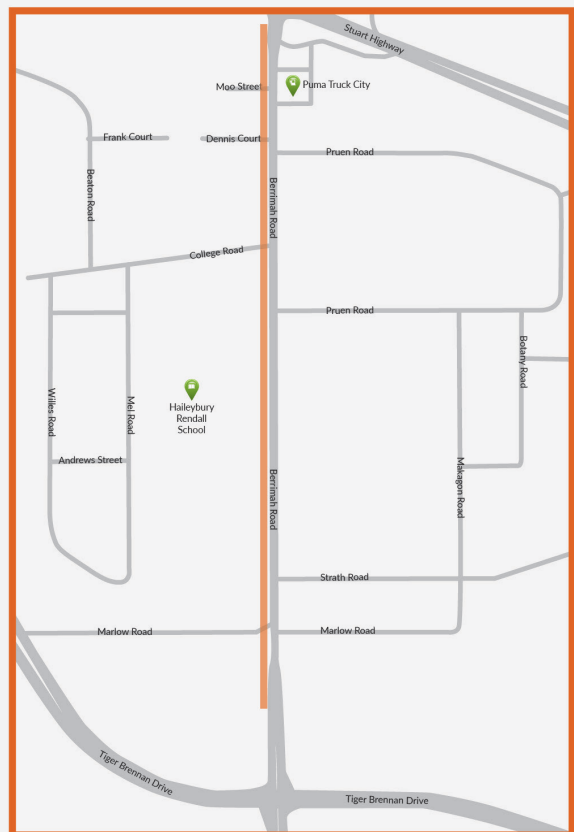 Stuart Highway
Moo Street
Puma Truck City
Frank Court
Dennis Court
Pruen Road
Beaton Road
Berrimah Road
College Road
Pruen Road
Botany Road
Haileybury
Rendall
School
Willes Road
Mel Road
Andrews Street
Makagon Road
Berrimah Road
Strath Road
Marlow Road
Marlow Road
Tiger Brennan Drive
Tiger Brennan Drive